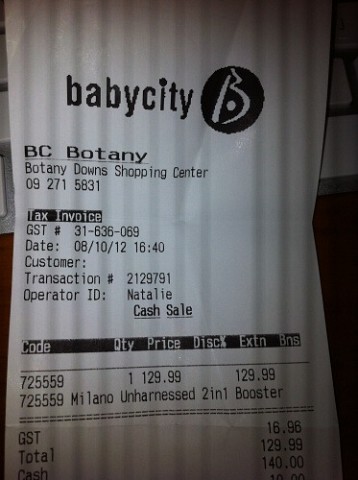 babycity B
BC Botany
Botany Downs Shopping Center
09 271 5831
Tax Invoice
GST # 31-636-069
Date: 08/10/12 16:40
Customer:
Transaction # 2129791
Operator ID: Natalie
Cash Sale
Code Qty Price Disc% Extn Bns
725559 1 129.99 129.99
725559 Milano Unharnessed 2in1 Booster
GST 16.96
Total 129.99
Cash 140.00